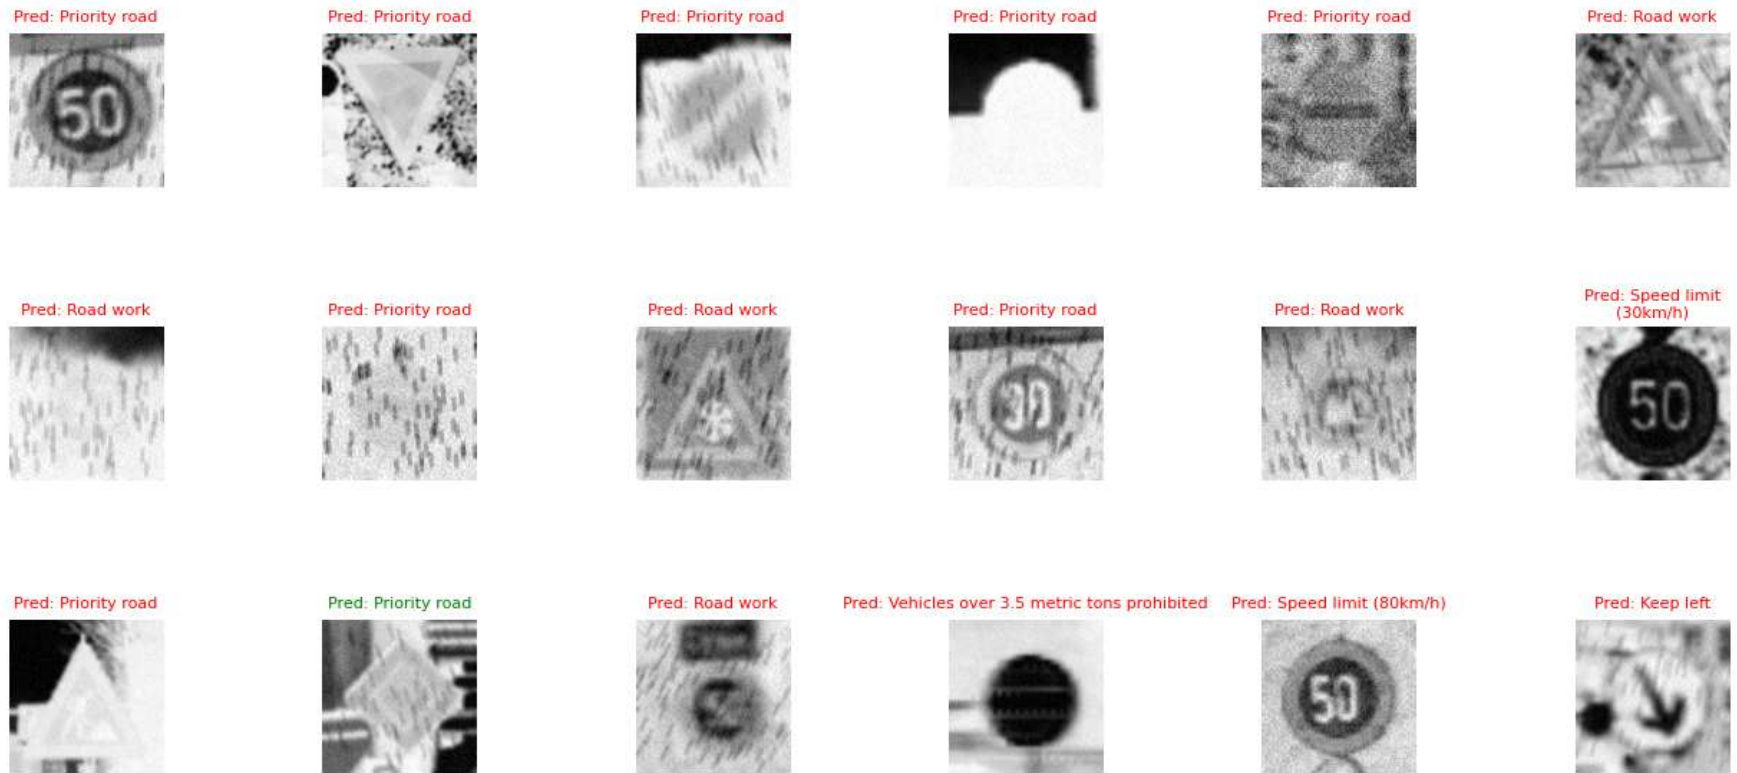 Pred: Priority road
Pred: Priority road
Pred: Priority road
Pred: Priority road
Pred: Priority road
Pred: Road work
50
Pred: Road work
Pred: Priority road
Pred: Road work
Pred: Priority road
Pred: Road work
Pred: Speed limit
(30km/h)
30
50
Pred: Priority road
Pred: Priority road
Pred: Road work
Pred: Vehicles over 3.5 metric tons prohibited
Pred: Speed limit (80km/h)
Pred: Keep left
50